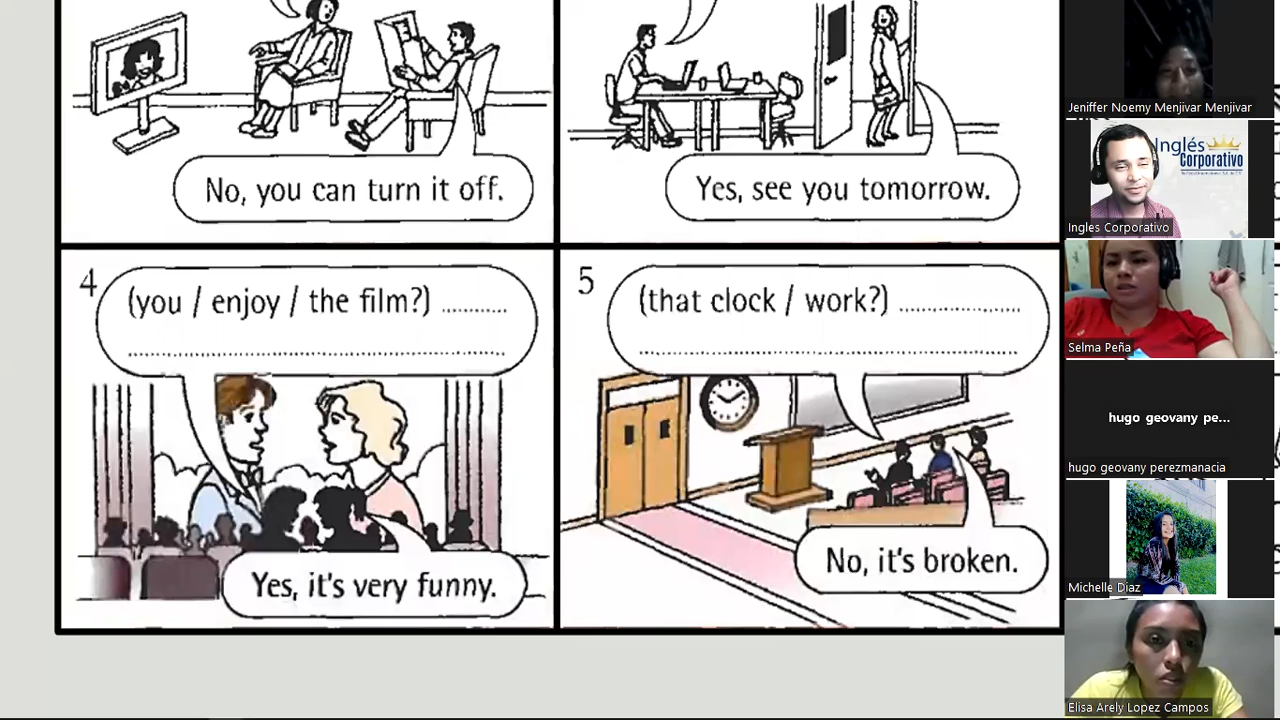 No, you can turn it off.
Yes, see you tomorrow.
4
(you / enjoy / the film?) ..........
Yes, it's very funny.
5
(that clock / work?) ..........
No, it's broken.
Jeniffer Noemy Menjivar Menjivar
Inglés
Corporativo
Ingles Corporativo
Selma Peña
hugo geovany pe...
hugo geovany perezmanacia
Michelle Diaz
Elisa Arely Lopez Campos